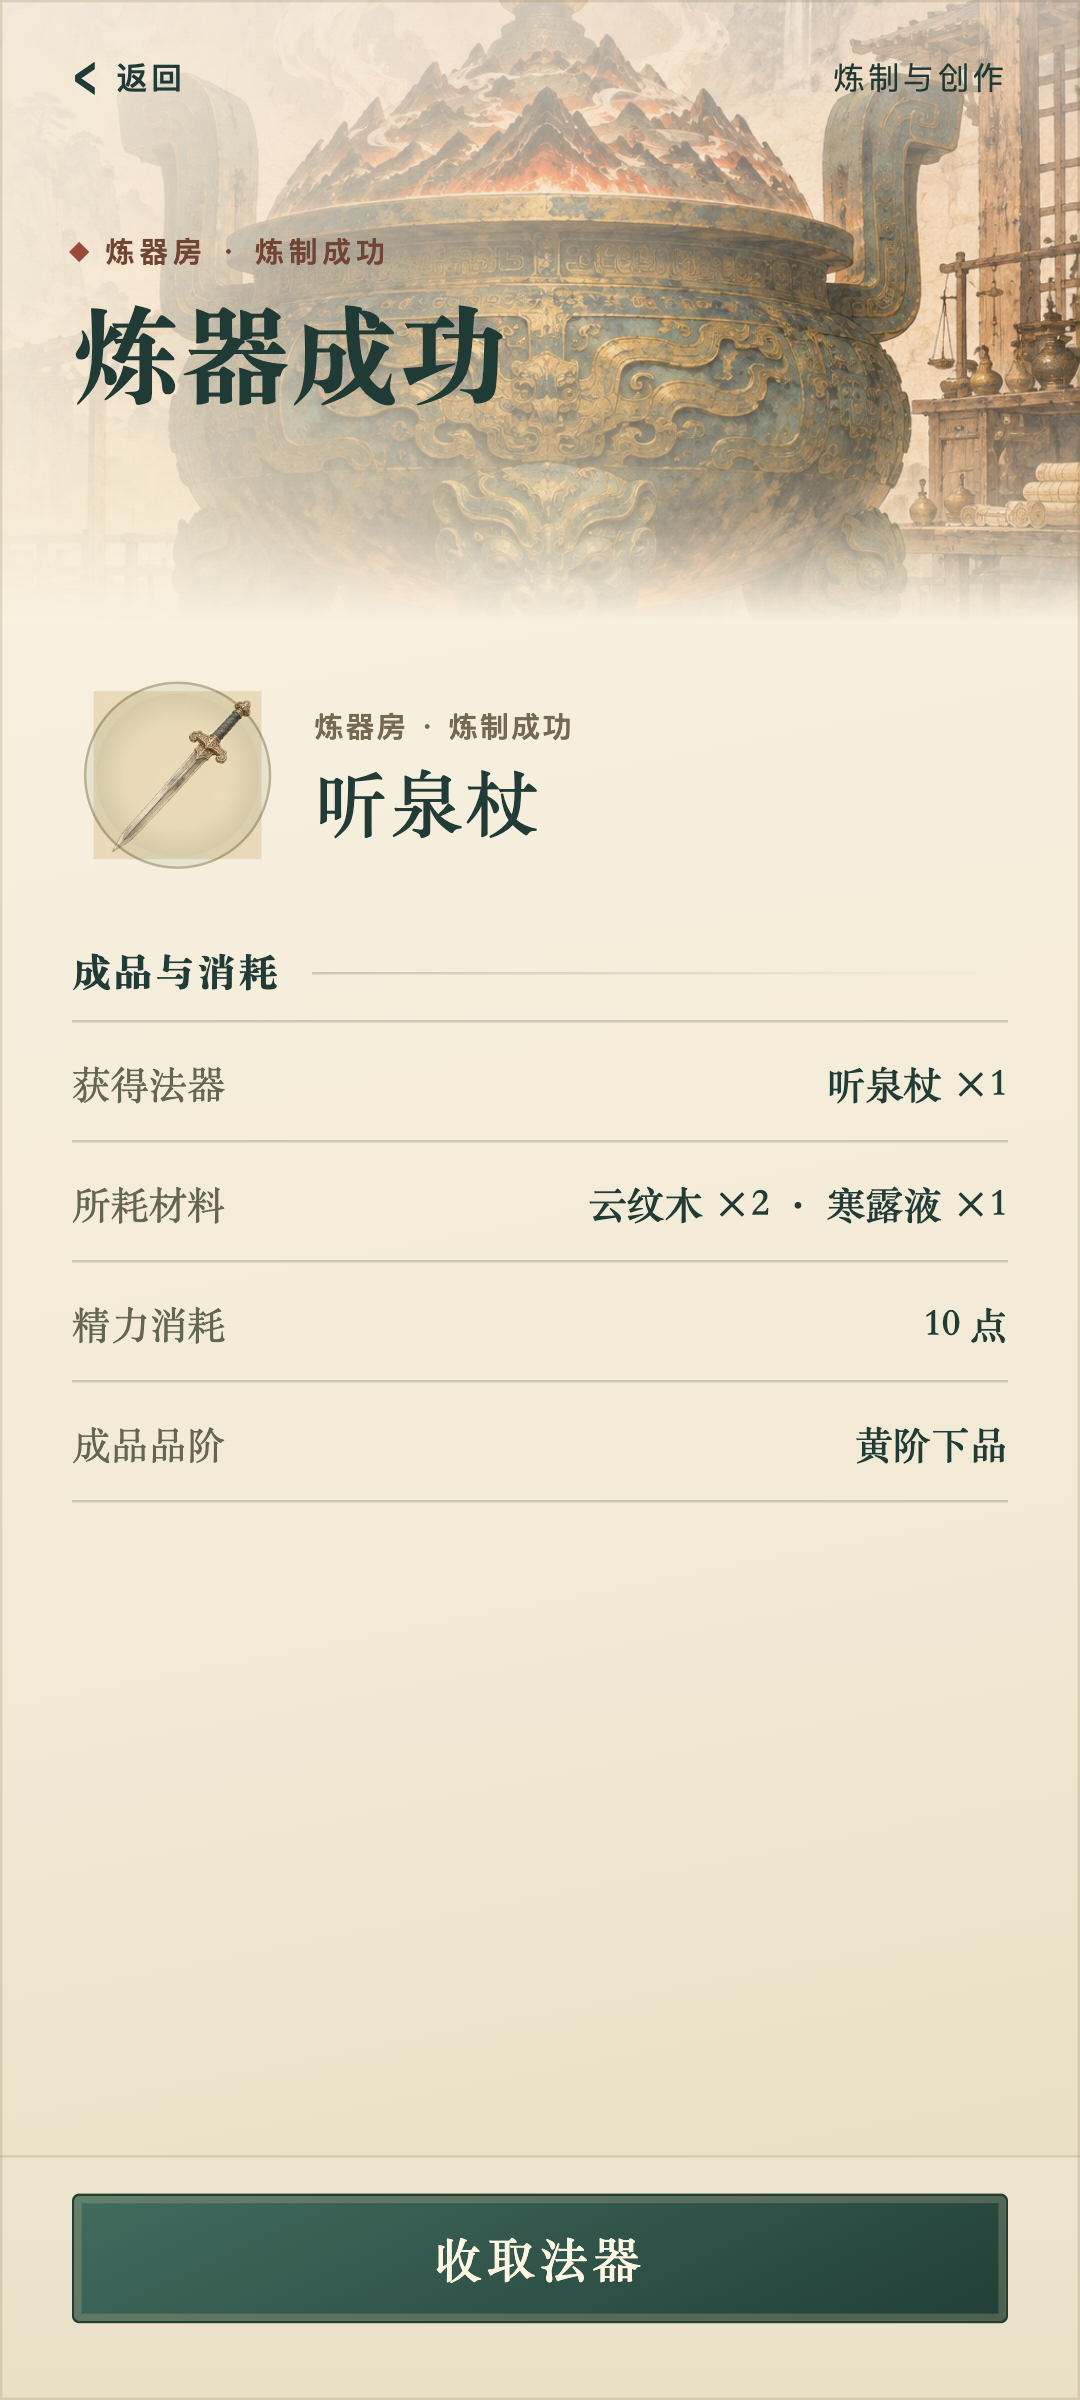 返回
炼制与创作
炼器房 · 炼制成功
炼器成功
炼器房 · 炼制成功
听泉杖
成品与消耗
获得法器 听泉杖 ×1
所耗材料 云纹木 ×2 · 寒露液 ×1
精力消耗 10 点
成品品阶 黄阶下品
收取法器